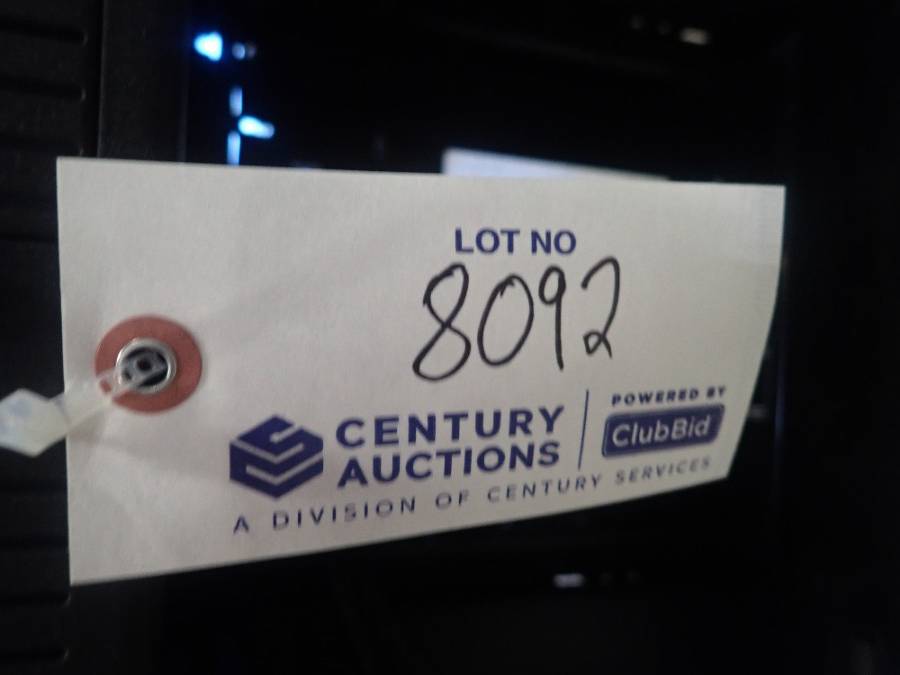 LOT NO
8092
CENTURY
AUCTIONS
POWERED BY
ClubBid
A DIVISION OF CENTURY SERVICES